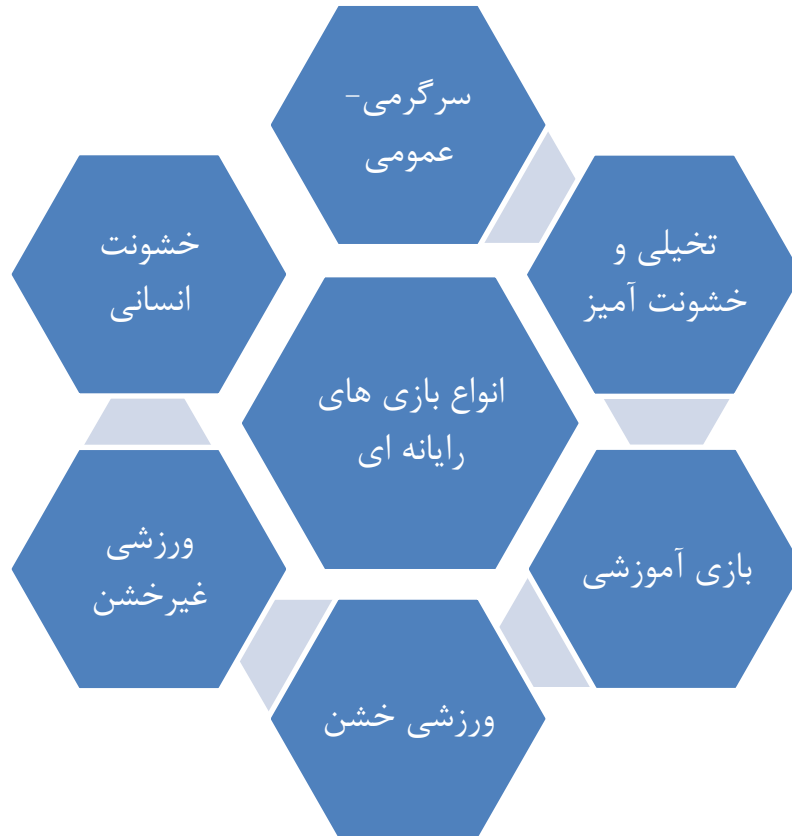 سرگرمی-
عمومی
تخیلی و
خشونت آمیز
خشونت
انسانی
انواع بازی های
رایانه ای
بازی آموزشی
ورزشی
غیرخشن
ورزشی خشن